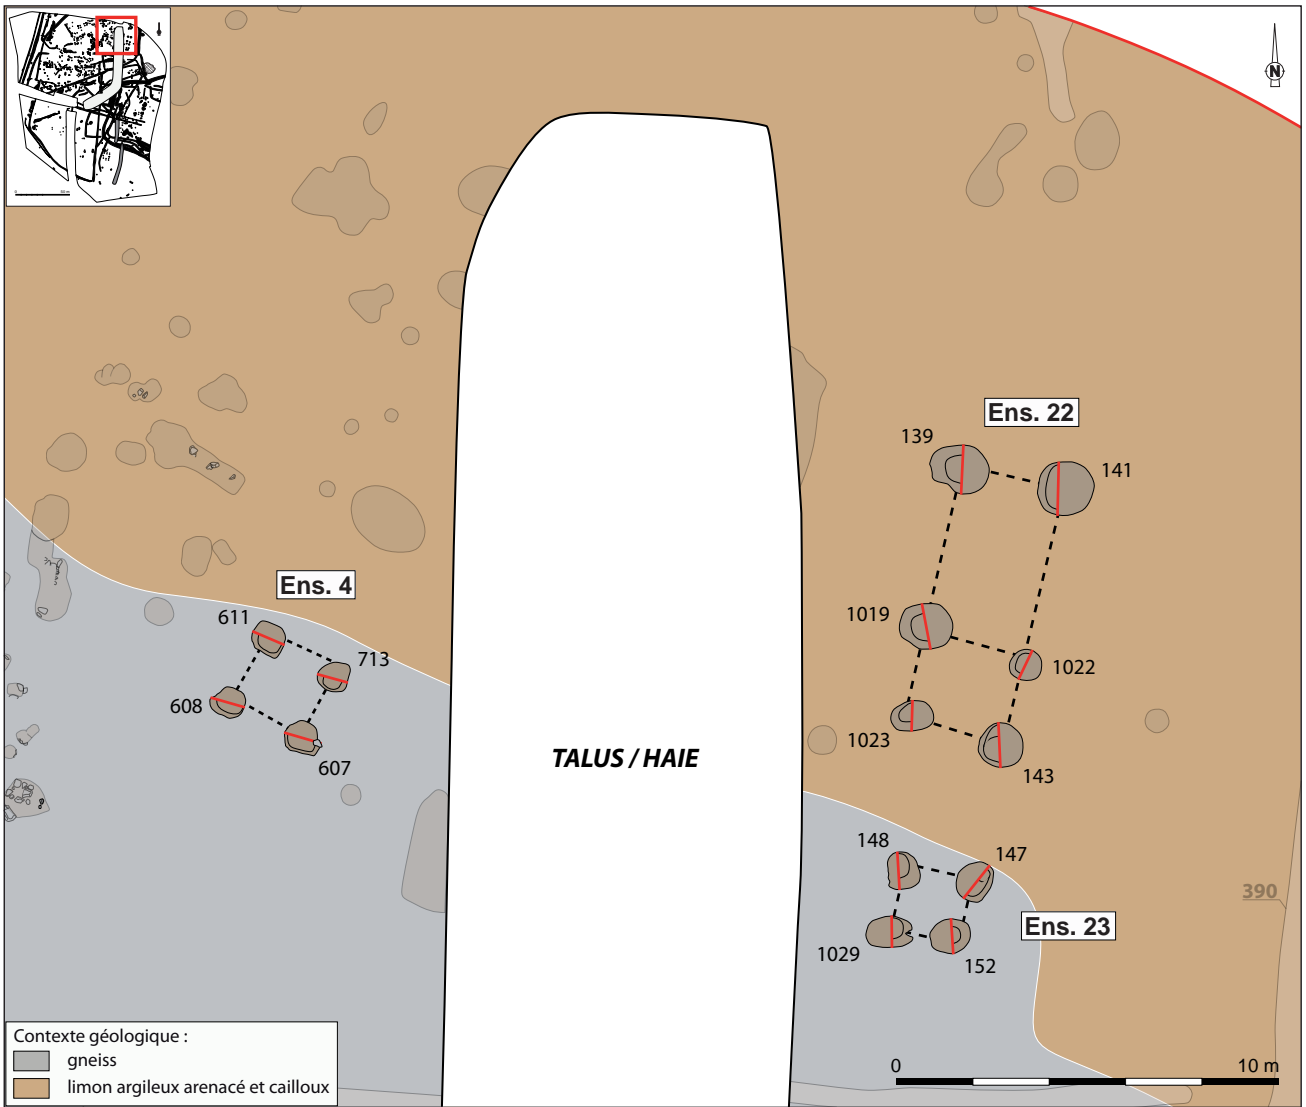 N
Ens. 22
139
141
Ens. 4
611
1019
713
1022
608
1023
TALUS / HAIE
607
143
148
147
390
Ens. 23
1029
152
Contexte géologique :
gneiss
limon argileux arenacé et cailloux
0
10 m